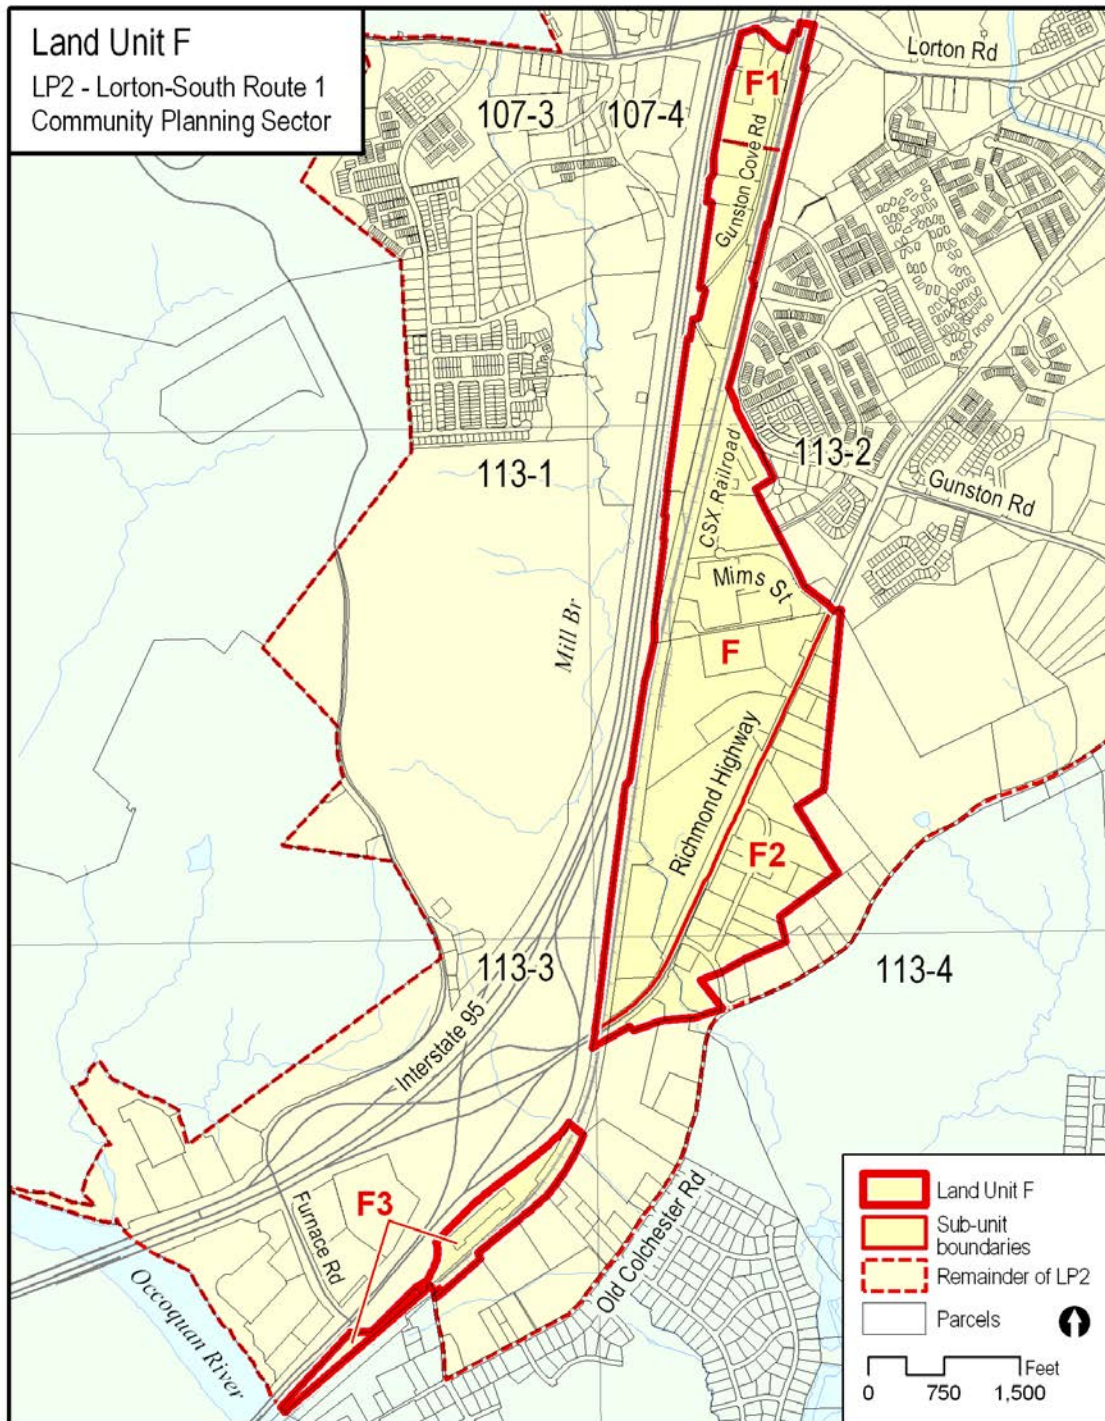 Land Unit F
LP2 - Lorton-South Route 1
Community Planning Sector
Lorton Rd
F1
107-3
107-4
Gunston Cove Rd
113-1
113-2
CSX Railroad
Gunston Rd
Mims St
Mill Br
F
Richmond Highway
F2
113-3
113-4
Interstate 95
F3
Furnace Rd
Old Colchester Rd
Occoquan River
Land Unit F
Sub-unit
boundaries
Remainder of LP2
Parcels
Feet
0 750 1,500